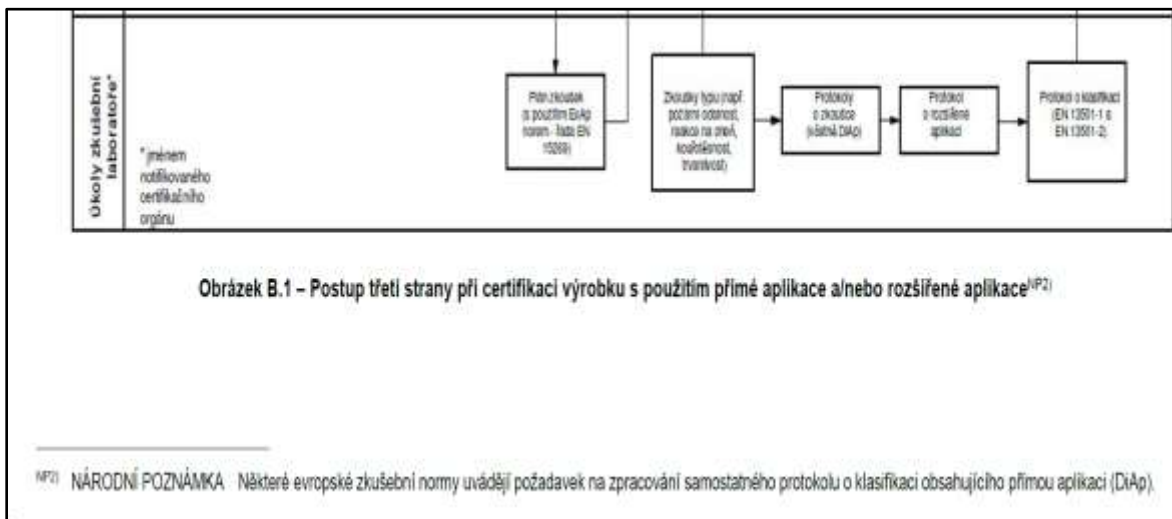 Úkoly zkušební
laboratoře*
* jménem
notifikovaného
certifikačního
orgánu
Plán zkoušek
(s použitím ExAp
norem - řada EN
15269)
Zkoušky typu (např.
požární odolnost,
reakce na oheň,
kouřotěsnost,
trvanlivost)
Protokoly
o zkoušce
(včetně DiAp)
Protokol
o rozšířené
aplikaci
Protokol o klasifikaci
(EN 13501-1 a
EN 13501-2)
Obrázek B.1 – Postup třetí strany při certifikaci výrobku s použitím přímé aplikace a/nebo rozšířené aplikace NP2)
NP2) NÁRODNÍ POZNÁMKA Některé evropské zkušební normy uvádějí požadavek na zpracování samostatného protokolu o klasifikaci obsahujícího přímou aplikaci (DiAp).